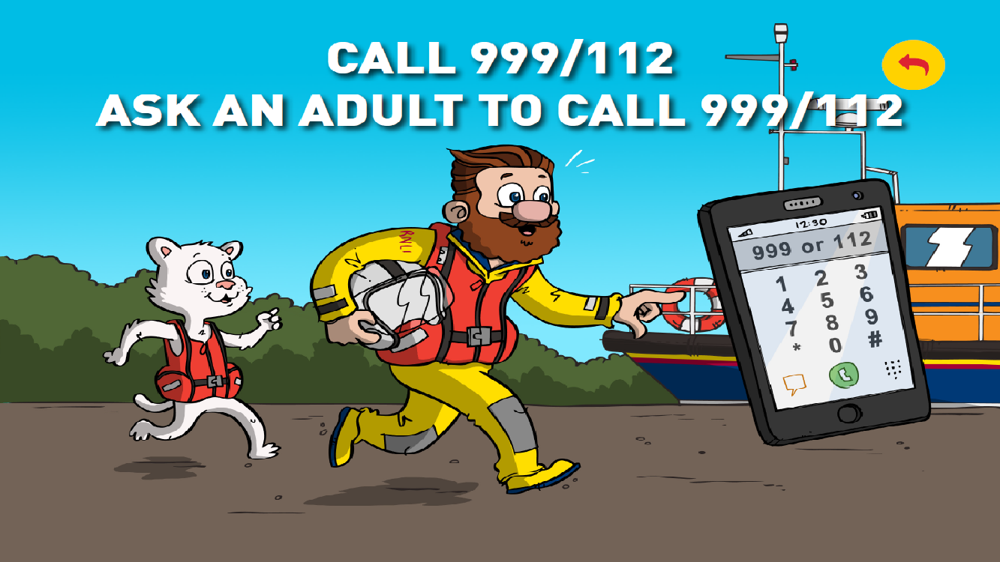 CALL 999/112
ASK AN ADULT TO CALL 999/112
RNLI
12:30
999 or 112
1 2 3
4 5 6
7 8 9
* 0 #